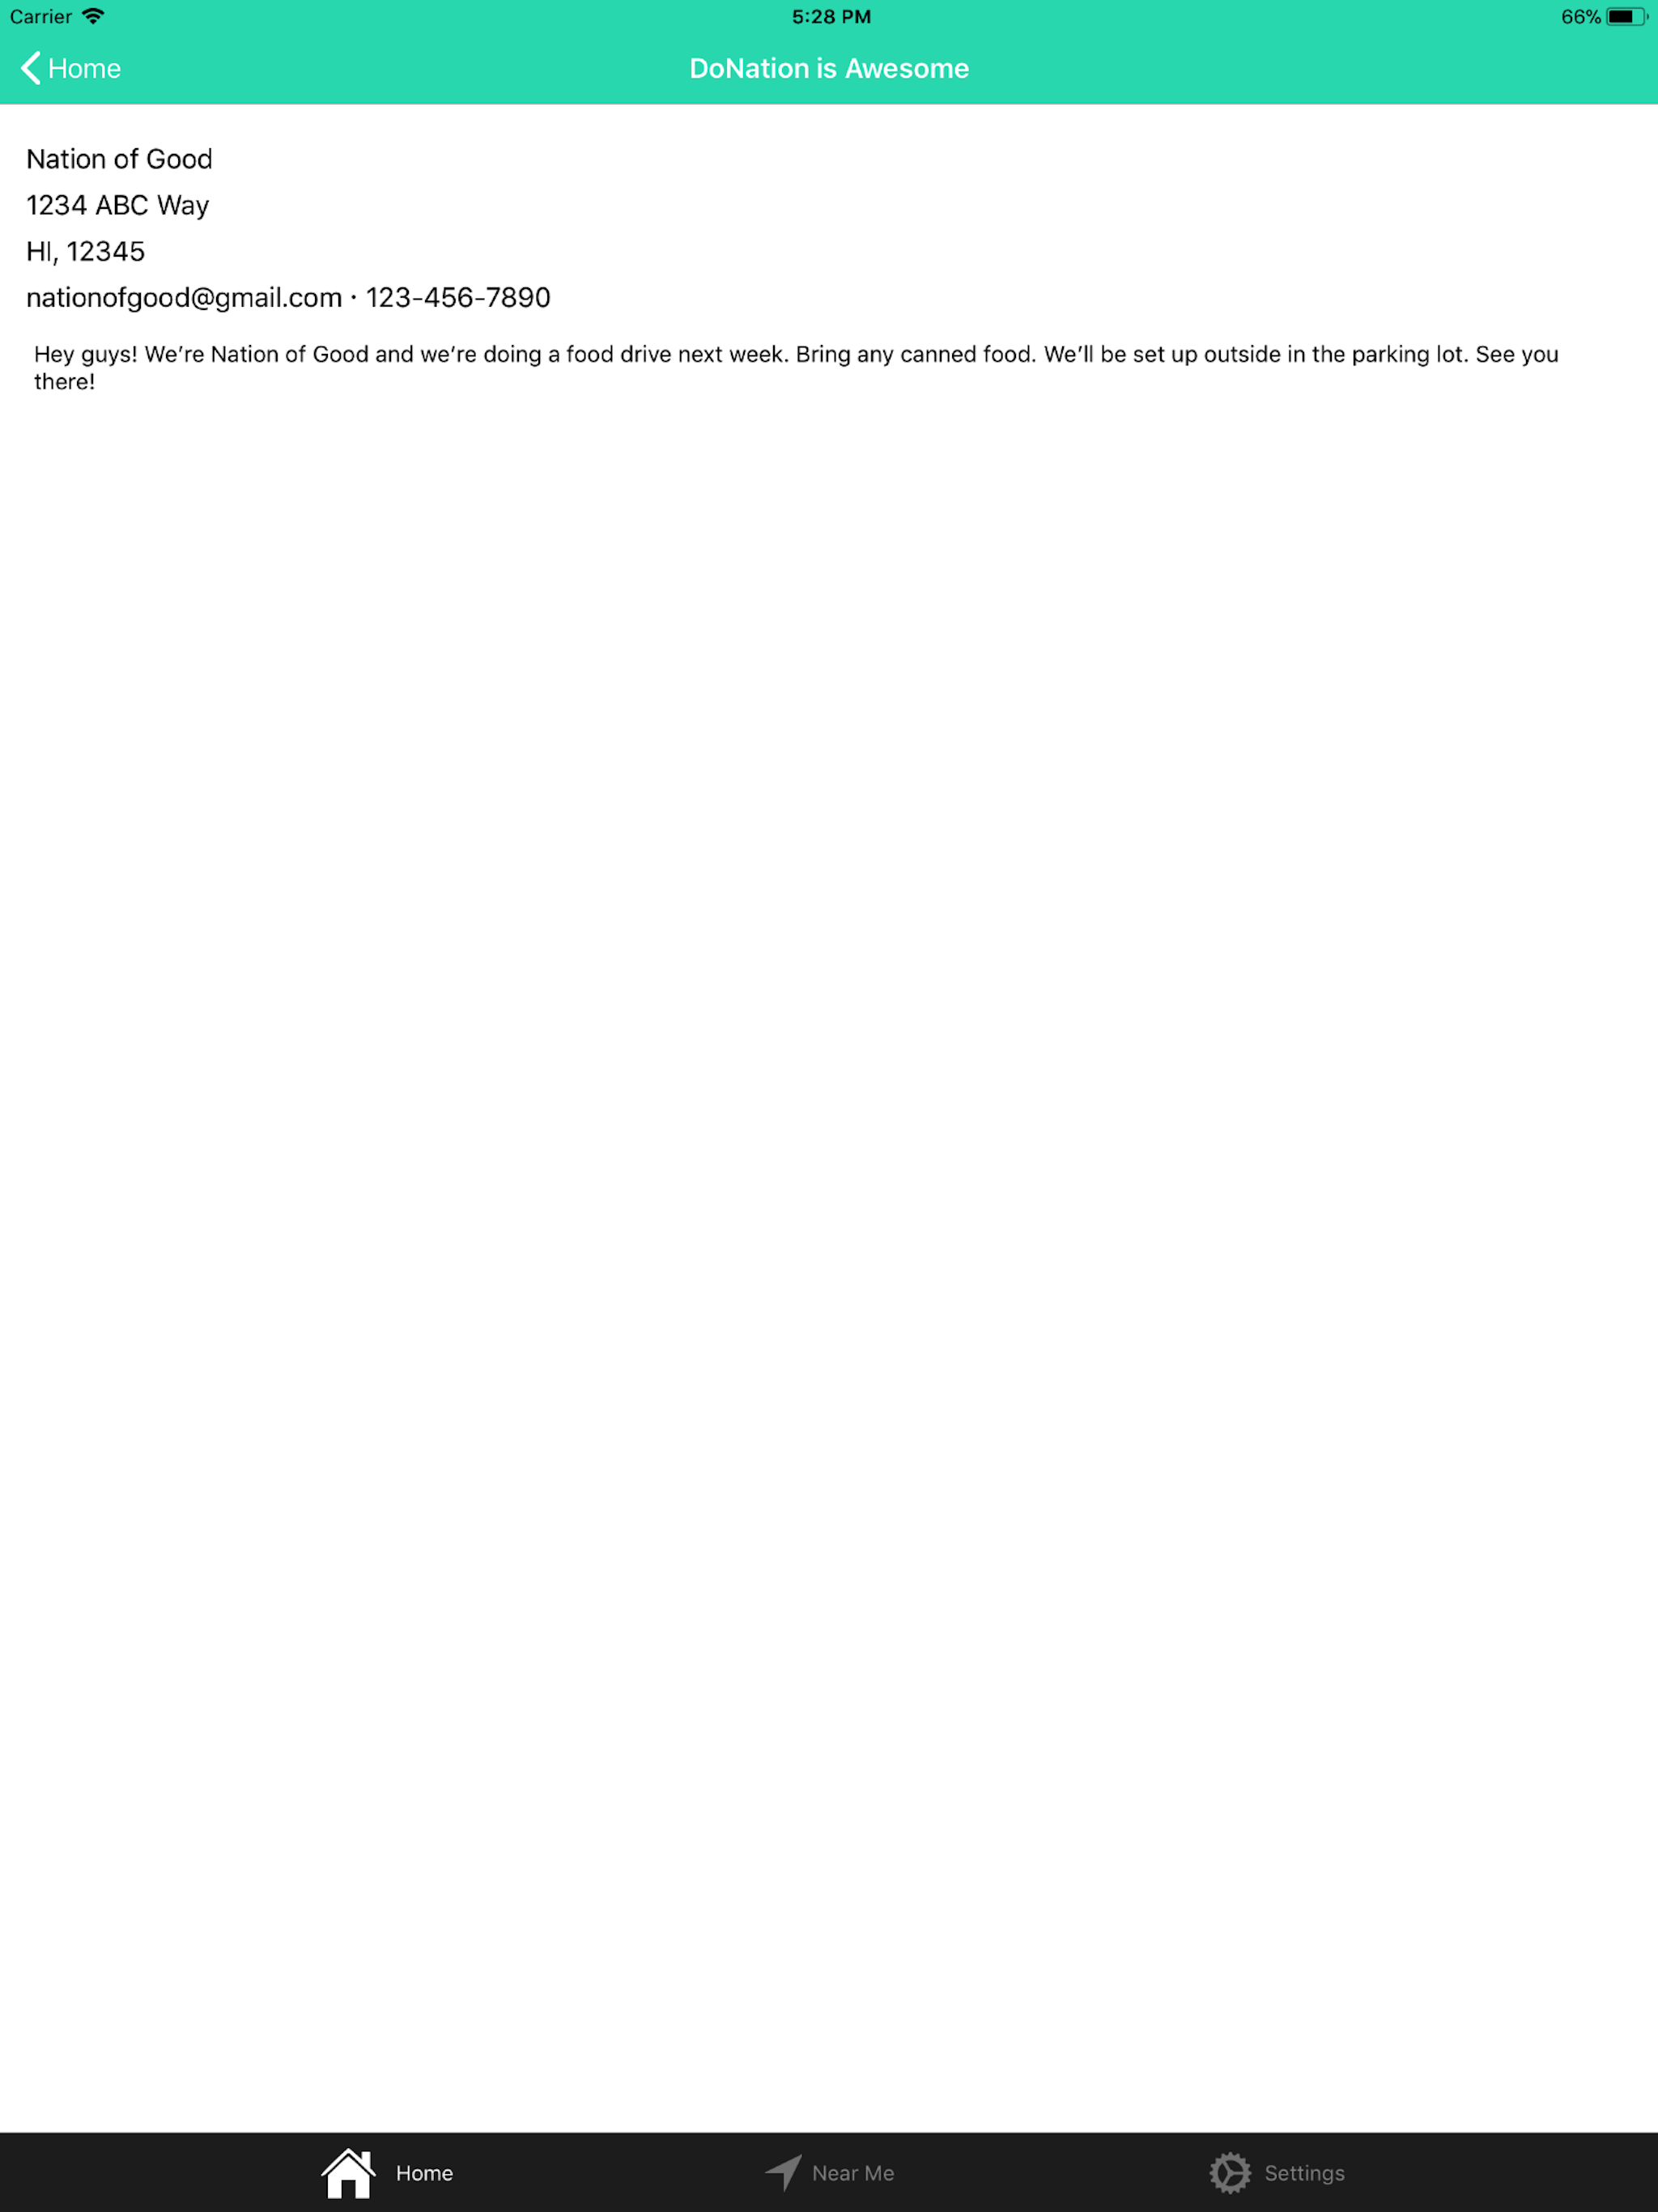 Carrier 5:28 PM 66%
Home DoNation is Awesome
Nation of Good
1234 ABC Way
HI, 12345
nationofgood@gmail.com · 123-456-7890
Hey guys! We’re Nation of Good and we’re doing a food drive next week. Bring any canned food. We’ll be set up outside in the parking lot. See you
there!
Home Near Me Settings